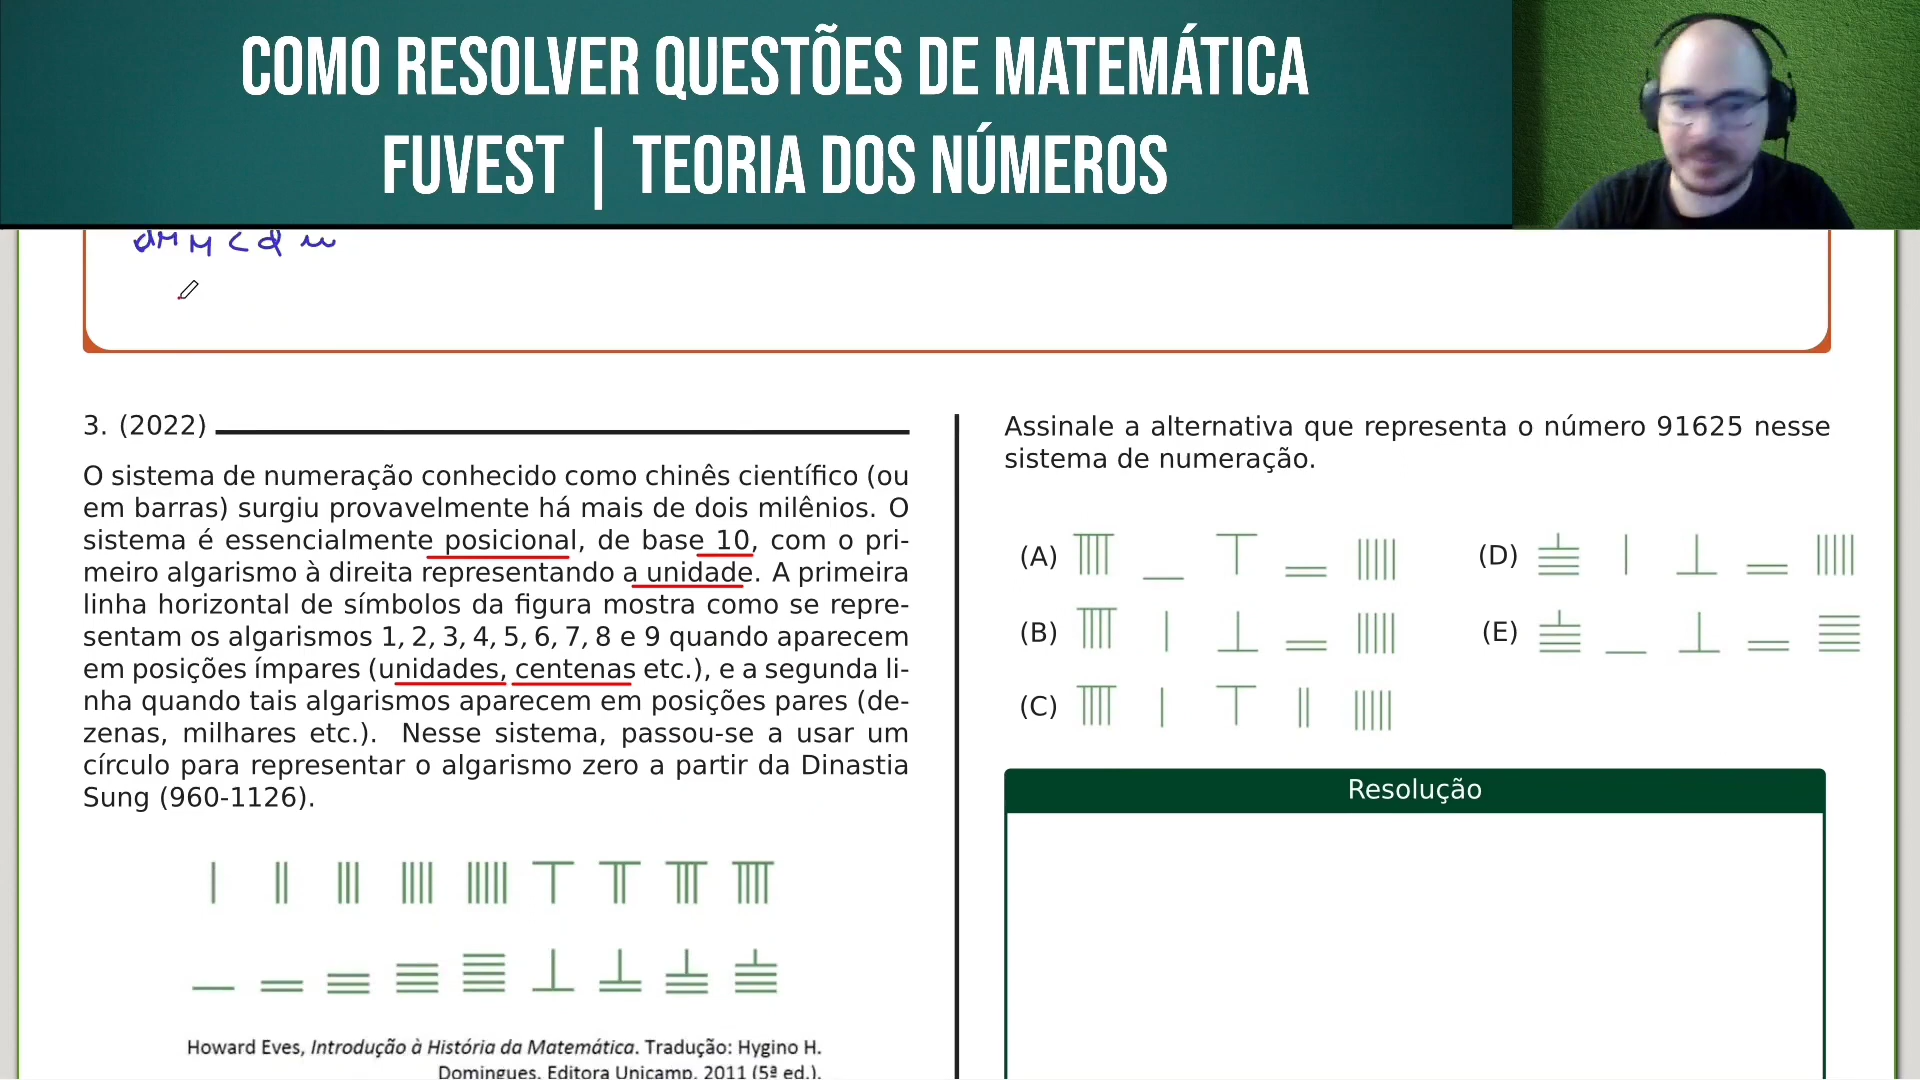 COMO RESOLVER QUESTÕES DE MATEMÁTICA
FUVEST | TEORIA DOS NÚMEROS
dM M C d u
3. (2022)
O sistema de numeração conhecido como chinês científico (ou
em barras) surgiu provavelmente há mais de dois milênios. O
sistema é essencialmente posicional, de base 10, com o pri-
meiro algarismo à direita representando a unidade. A primeira
linha horizontal de símbolos da figura mostra como se repre-
sentam os algarismos 1, 2, 3, 4, 5, 6, 7, 8 e 9 quando aparecem
em posições ímpares (unidades, centenas etc.), e a segunda li-
nha quando tais algarismos aparecem em posições pares (de-
zenas, milhares etc.). Nesse sistema, passou-se a usar um
círculo para representar o algarismo zero a partir da Dinastia
Sung (960-1126).
Howard Eves, Introdução à História da Matemática. Tradução: Hygino H.
Domingues. Editora Unicamp, 2011 (5ª ed.).
Assinale a alternativa que representa o número 91625 nesse
sistema de numeração.
(A)
(B)
(C)
(D)
(E)
Resolução